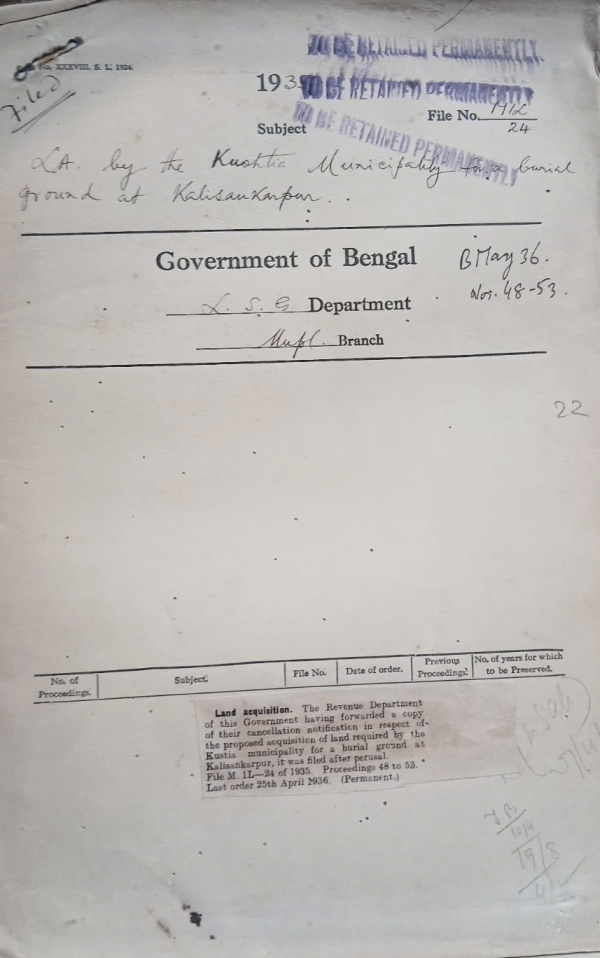 XXXVIII, S. L. 1924.
Filed
TO BE RETAINED PERMANENTLY.
TO BE RETAINED PERMANENTLY
TO BE RETAINED PERMANENTLY
193
File No. M1L/24
Subject
L.A. by the Kushtia Municipality for a burial
ground at Kalisankarpur.
Government of Bengal
B May 36.
Nos. 48-53.
L. S. G. Department
Mupl. Branch
22
No. of Proceedings.
Subject.
File No.
Date of order.
Previous Proceedings.
No. of years for which to be Preserved.
Land acquisition. The Revenue Department
of this Government having forwarded a copy
of their cancellation notification in respect of
the proposed acquisition of land required by the
Kustia municipality for a burial ground at
Kalisankarpur, it was filed after perusal.
File M. 1L—24 of 1935. Proceedings 48 to 53.
Last order 25th April 1936. (Permanent.)
19/8